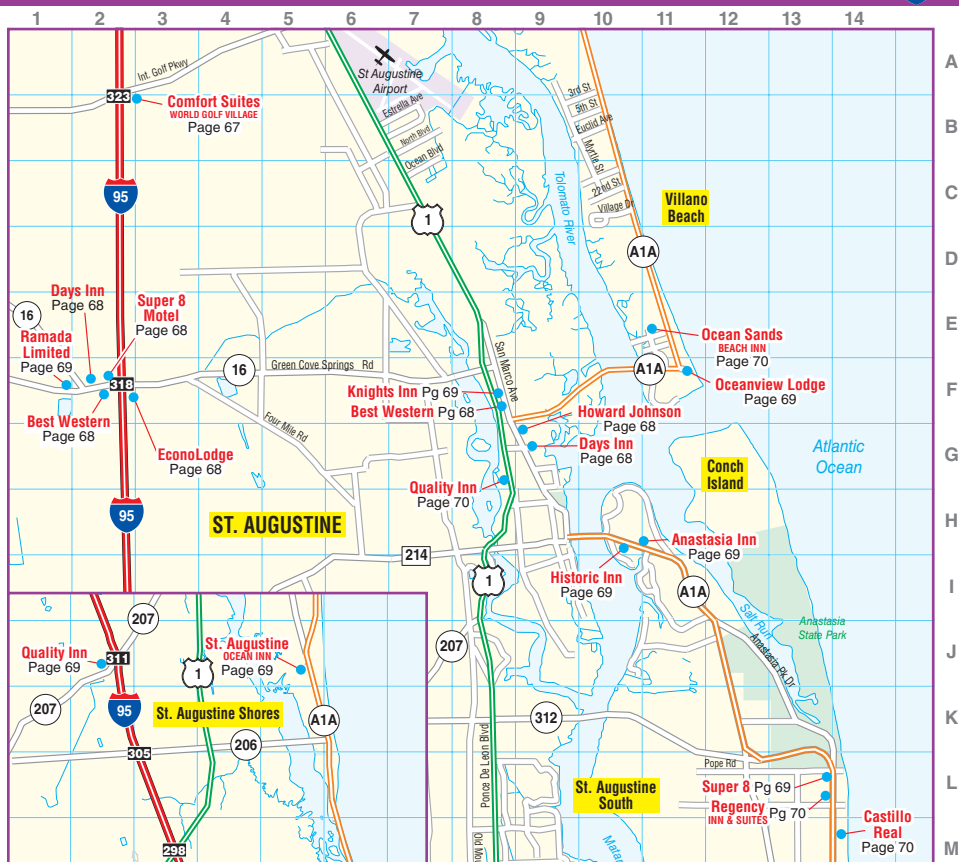 1 2 3 4 5 6 7 8 9 10 11 12 13 14
A
B
C
D
E
F
G
H
I
J
K
L
M
Int. Golf Pkwy
323
Comfort Suites
WORLD GOLF VILLAGE
Page 67
95
St Augustine
Airport
Estrella Ave
North Blvd
Ocean Blvd
1
3rd St
5th St
Euclid Ave
Myrtle St
22nd St
Village Dr
Tolomato River
Villano
Beach
A1A
Days Inn
Page 68
Super 8
Motel
Page 68
16
Ramada
Limited
Page 69
318
Best Western
Page 68
EconoLodge
Page 68
16
Green Cove Springs Rd
Four Mile Rd
San Marco Ave
Knights Inn Pg 69
Best Western Pg 68
Howard Johnson
Page 68
Days Inn
Page 68
Quality Inn
Page 70
Ocean Sands
BEACH INN
Page 70
A1A
Oceanview Lodge
Page 69
Atlantic
Ocean
Conch
Island
95
ST. AUGUSTINE
214
1
Anastasia Inn
Page 69
Historic Inn
Page 69
A1A
Salt Run
Anastasia
State Park
Anastasia Pk Dr
207
312
Ponce De Leon Blvd
Pope Rd
Super 8 Pg 69
Regency
INN & SUITES
Pg 70
Castillo
Real
Page 70
St. Augustine
South
207
Quality Inn
Page 69
311
1
St. Augustine
OCEAN INN
Page 69
207
95
St. Augustine Shores
A1A
206
305
298